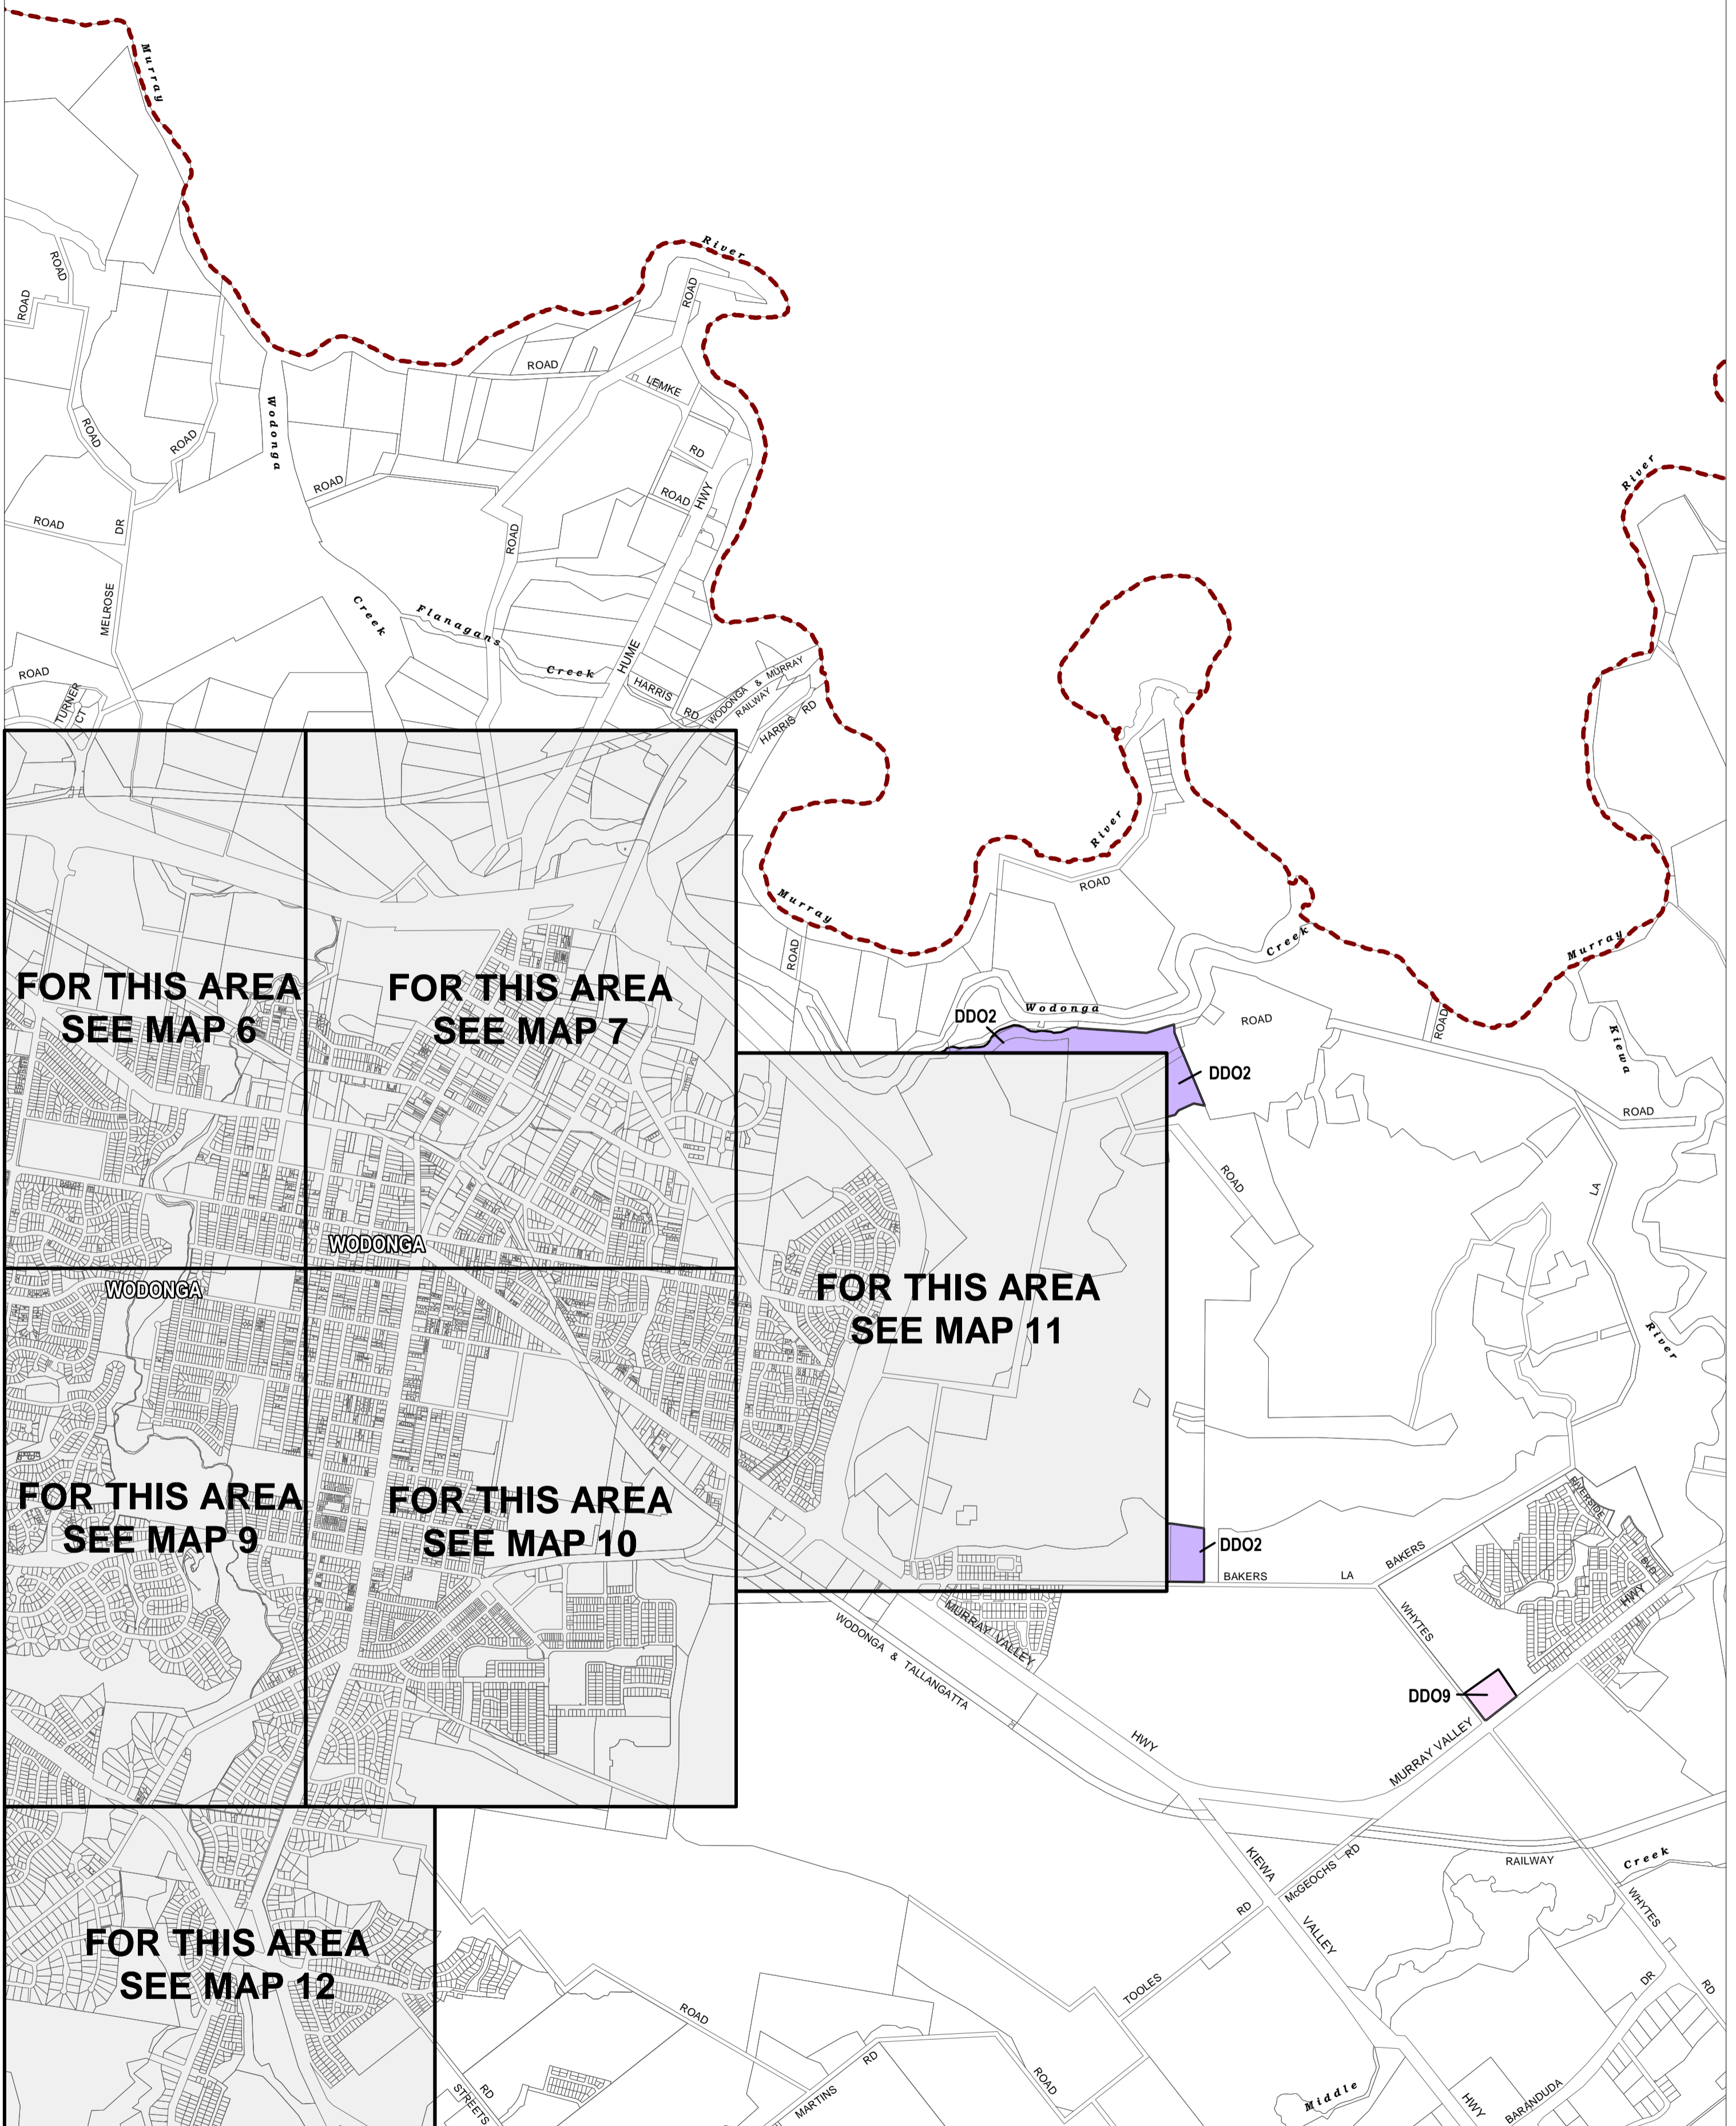 Murray
River
ROAD
ROAD
ROAD
ROAD
LEMKE
Wodonga
ROAD
ROAD
RD
River
ROAD
ROAD
HWY
ROAD
DR
ROAD
MELROSE
Creek
Flanagans
Creek
HUME
HARRIS
RD
WODONGA & MURRAY
RAILWAY
HARRIS RD
ROAD
TURNER
CT
River
ROAD
Murray
ROAD
Creek
Murray
FOR THIS AREA
SEE MAP 6
FOR THIS AREA
SEE MAP 7
DDO2
Wodonga
ROAD
ROAD
Kiewa
DDO2
ROAD
ROAD
LA
WODONGA
WODONGA
FOR THIS AREA
SEE MAP 11
River
FOR THIS AREA
SEE MAP 9
FOR THIS AREA
SEE MAP 10
RIVERSIDE
BVD
HWY
DDO2
BAKERS
BAKERS
LA
WHYTES
MURRAY VALLEY
WODONGA & TALLANGATTA
DDO9
HWY
MURRAY VALLEY
KIEWA
McGEOCHS RD
RAILWAY
Creek
RD
VALLEY
WHYTES
FOR THIS AREA
SEE MAP 12
TOOLES
DR
RD
ROAD
RD
ROAD
RD
STREETS
MARTINS
Middle
HWY
BARANDUDA